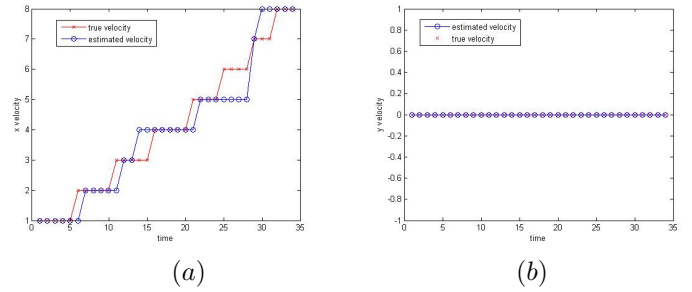 8
7
6
5
4
3
2
1
x velocity
true velocity
estimated velocity
0 5 10 15 20 25 30 35
time
(a)
1
0.8
0.6
0.4
0.2
0
-0.2
-0.4
-0.6
-0.8
-1
y velocity
estimated velocity
true velocity
0 5 10 15 20 25 30 35
time
(b)